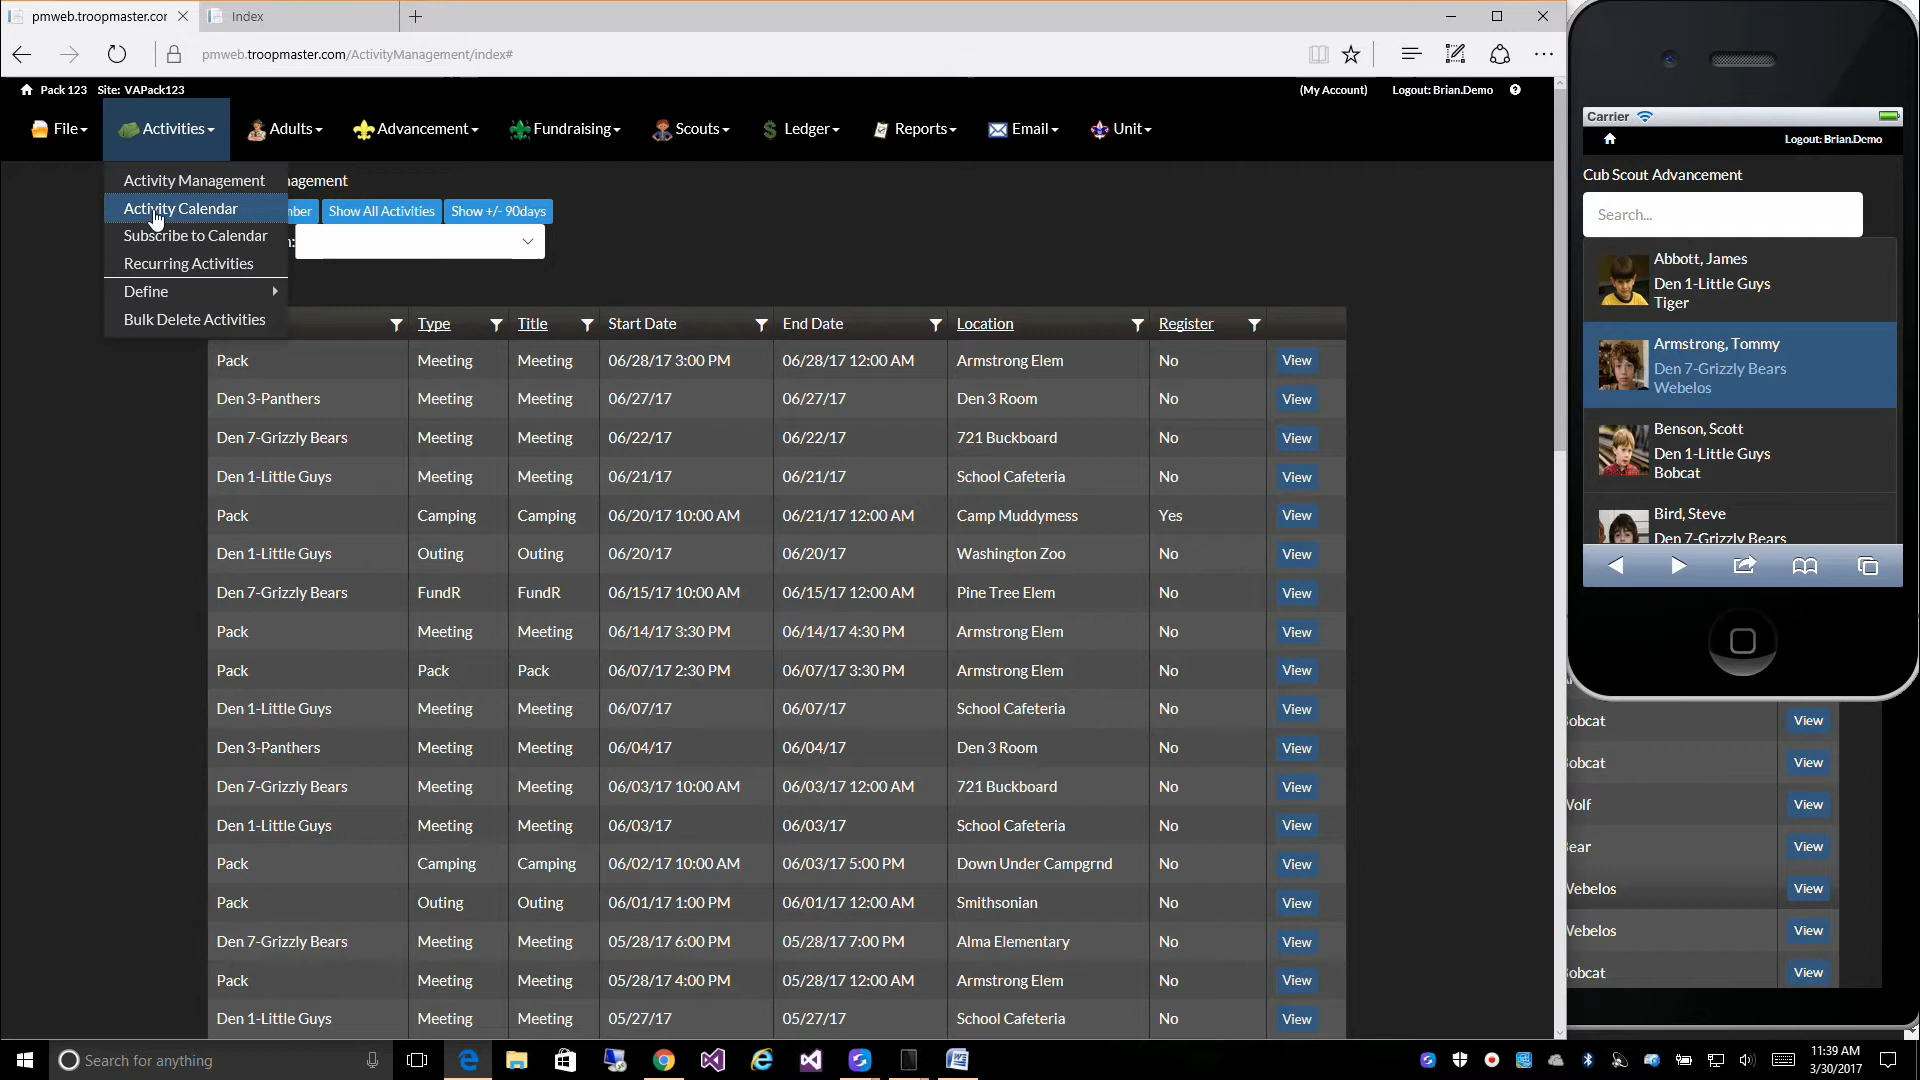 pmweb.troopmaster.cor
Index
pmweb.troopmaster.com/ActivityManagement/index#
Pack 123 Site: VAPack123
(My Account) Logout: Brian.Demo
File Activities Adults Advancement Fundraising Scouts Ledger Reports Email Unit
Activity Management
Activity Calendar
Subscribe to Calendar
Recurring Activities
Define
Bulk Delete Activities
nagement
nber Show All Activities Show +/- 90days
Type Title Start Date End Date Location Register
Pack Meeting Meeting 06/28/17 3:00 PM 06/28/17 12:00 AM Armstrong Elem No View
Den 3-Panthers Meeting Meeting 06/27/17 06/27/17 Den 3 Room No View
Den 7-Grizzly Bears Meeting Meeting 06/22/17 06/22/17 721 Buckboard No View
Den 1-Little Guys Meeting Meeting 06/21/17 06/21/17 School Cafeteria No View
Pack Camping Camping 06/20/17 10:00 AM 06/21/17 12:00 AM Camp Muddymess Yes View
Den 1-Little Guys Outing Outing 06/20/17 06/20/17 Washington Zoo No View
Den 7-Grizzly Bears FundR FundR 06/15/17 10:00 AM 06/15/17 12:00 AM Pine Tree Elem No View
Pack Meeting Meeting 06/14/17 3:30 PM 06/14/17 4:30 PM Armstrong Elem No View
Pack Pack Pack 06/07/17 2:30 PM 06/07/17 3:30 PM Armstrong Elem No View
Den 1-Little Guys Meeting Meeting 06/07/17 06/07/17 School Cafeteria No View
Den 3-Panthers Meeting Meeting 06/04/17 06/04/17 Den 3 Room No View
Den 7-Grizzly Bears Meeting Meeting 06/03/17 10:00 AM 06/03/17 12:00 AM 721 Buckboard No View
Den 1-Little Guys Meeting Meeting 06/03/17 06/03/17 School Cafeteria No View
Pack Camping Camping 06/02/17 10:00 AM 06/03/17 5:00 PM Down Under Campgrnd No View
Pack Outing Outing 06/01/17 1:00 PM 06/01/17 12:00 AM Smithsonian No View
Den 7-Grizzly Bears Meeting Meeting 05/28/17 6:00 PM 05/28/17 7:00 PM Alma Elementary No View
Pack Meeting Meeting 05/28/17 4:00 PM 05/28/17 12:00 AM Armstrong Elem No View
Den 1-Little Guys Meeting Meeting 05/27/17 05/27/17 School Cafeteria No View
Carrier
Logout: Brian.Demo
Cub Scout Advancement
Search...
Abbott, James
Den 1-Little Guys
Tiger
Armstrong, Tommy
Den 7-Grizzly Bears
Webelos
Benson, Scott
Den 1-Little Guys
Bobcat
Bird, Steve
Den 7-Grizzly Bears
obcat View
obcat View
Volf View
ear View
Vebelos View
Vebelos View
obcat View
Search for anything
11:39 AM
3/30/2017